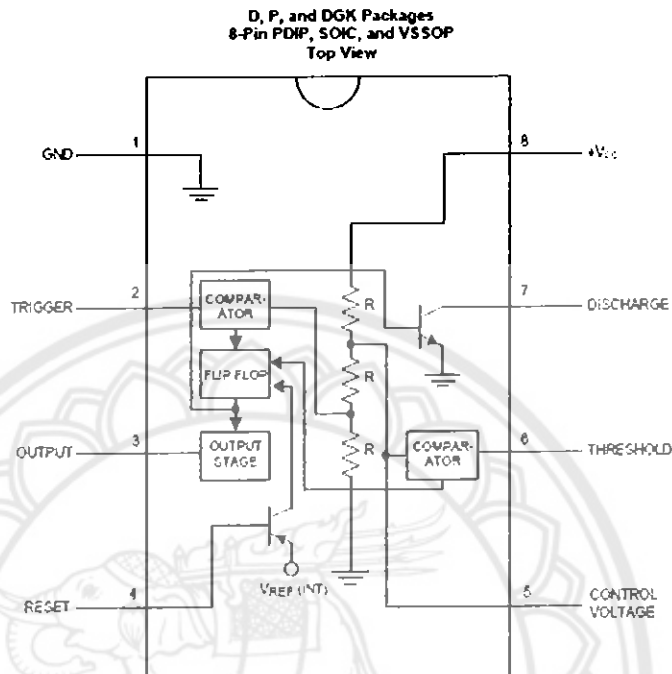 D, P, and DGK Packages
8-Pin PDIP, SOIC, and VSSOP
Top View
1
GND
8
+Vcc
2
TRIGGER
COMPAR-
ATOR
R
7
DISCHARGE
FLIP FLOP
R
3
OUTPUT
OUTPUT
STAGE
R
COMPAR-
ATOR
6
THRESHOLD
4
RESET
VREF (INT)
5
CONTROL
VOLTAGE